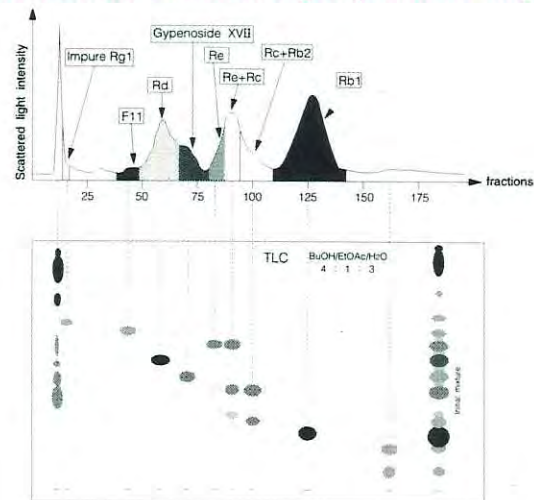 Scattered light intensity
Impure Rg1
F11
Rd
Gypenoside XVII
Re
Re+Rc
Rc+Rb2
Rb1
fractions
25
50
75
100
125
150
175
TLC
BuOH/EtOAc/H2O
4 : 1 : 3
Initial mixture